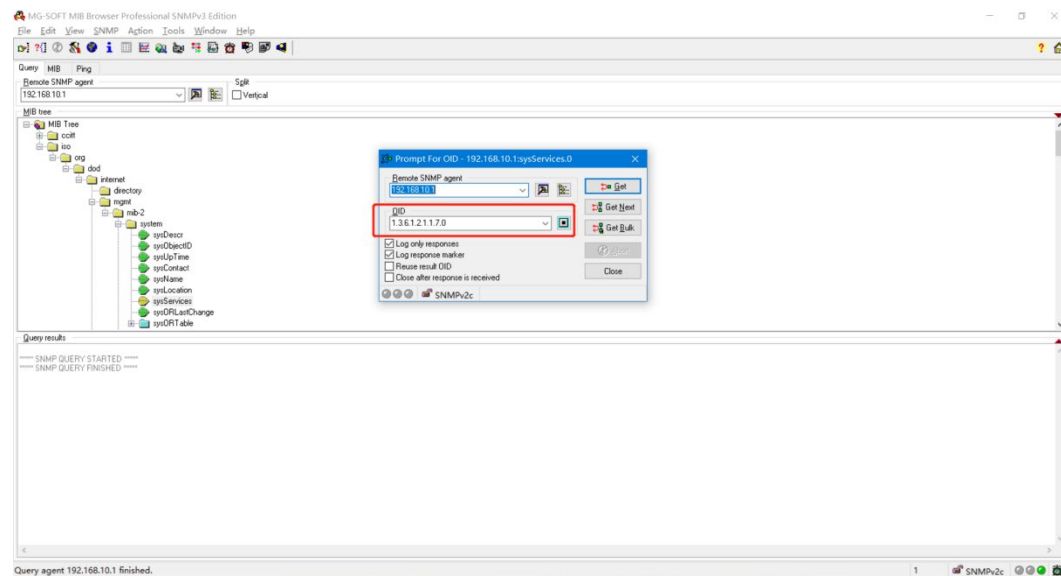 MG-SOFT MIB Browser Professional SNMPv3 Edition
File Edit View SNMP Action Tools Window Help
Query MIB Ping
Remote SNMP agent
Split
192.168.10.1
Vertical
MIB tree
MIB Tree
ccitt
iso
org
dod
internet
directory
mgmt
mib-2
system
sysDescr
sysObjectID
sysUpTime
sysContact
sysName
sysLocation
sysServices
sysORLastChange
sysORTable
Prompt For OID - 192.168.10.1:sysServices.0
Remote SNMP agent
192.168.10.1
Get
OID
Get Next
1.3.6.1.2.1.1.7.0
Get Bulk
Log only responses
Log response marker
Reuse result OID
Close
Close after response is received
SNMPv2c
Query results
***** SNMP QUERY STARTED *****
***** SNMP QUERY FINISHED *****
Query agent 192.168.10.1 finished.
1
SNMPv2c